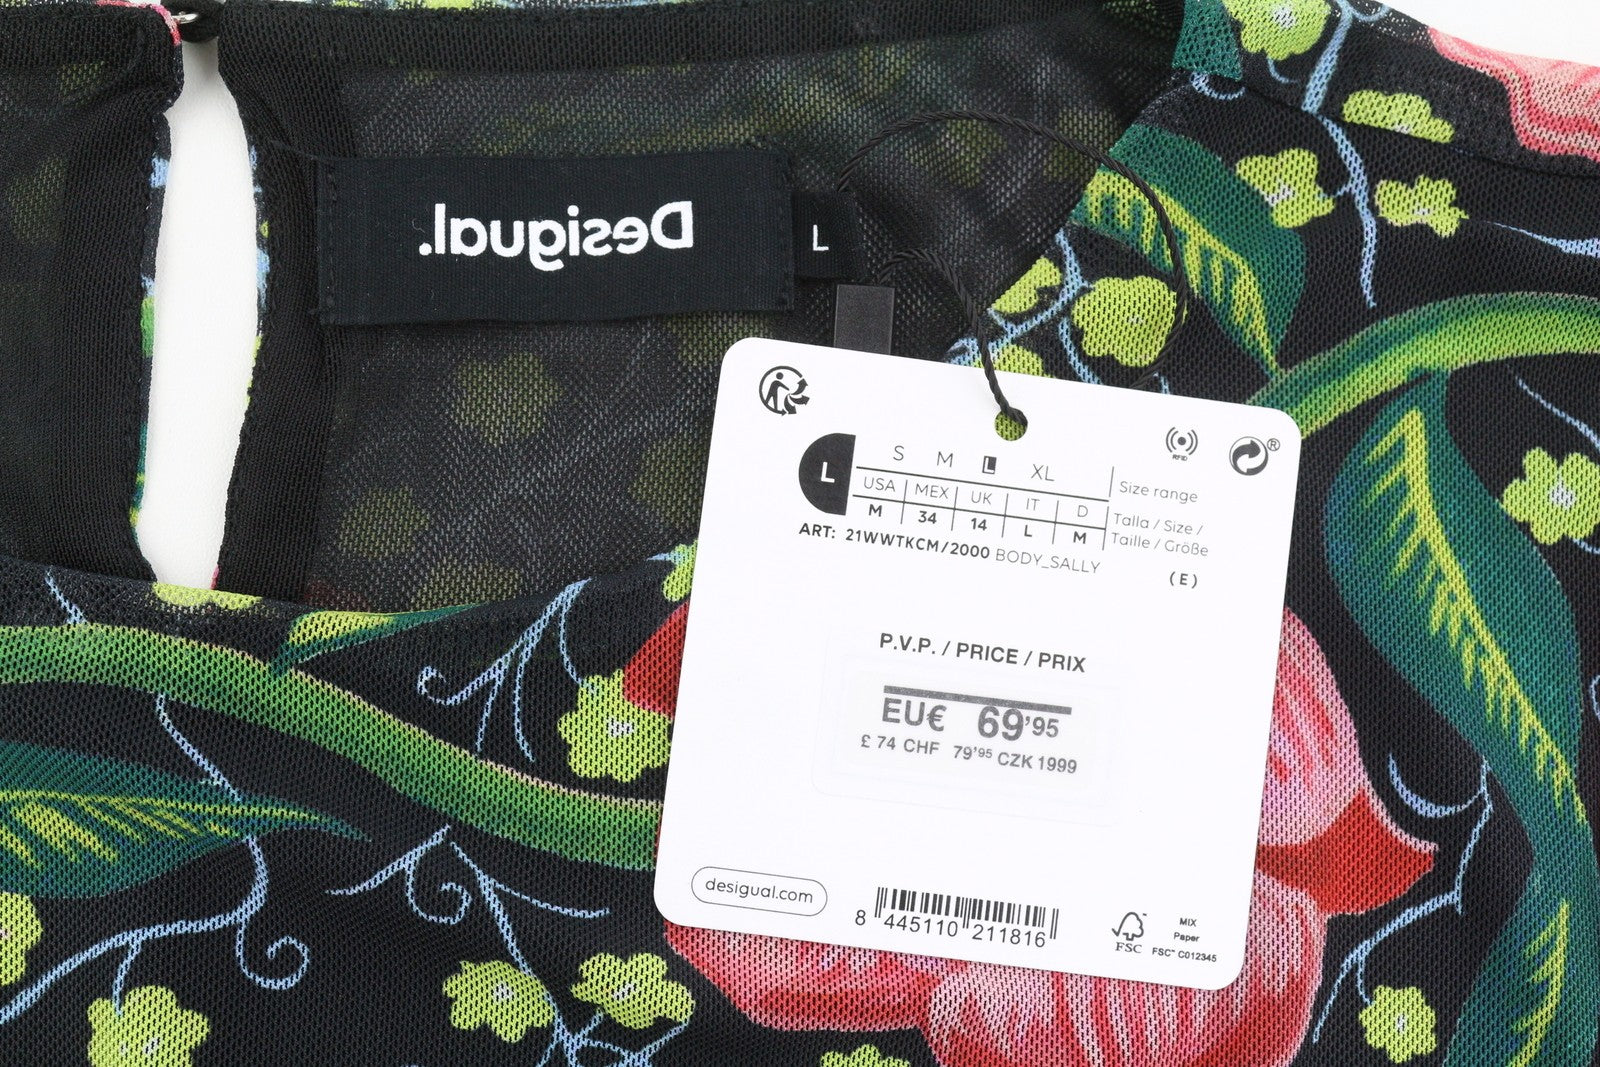 Desigual.
L
RFID
®
L
S M L XL Size range
USA MEX UK IT D
M 34 14 L M
Talla / Size /
Taille / Größe
ART: 21WWTKCM/2000 BODY_SALLY
(E)
P.V.P. / PRICE / PRIX
EU€ 69'95
£ 74 CHF 79'95 CZK 1999
desigual.com
8 445110 211816
FSC
MIX
Paper
FSC™ C012345